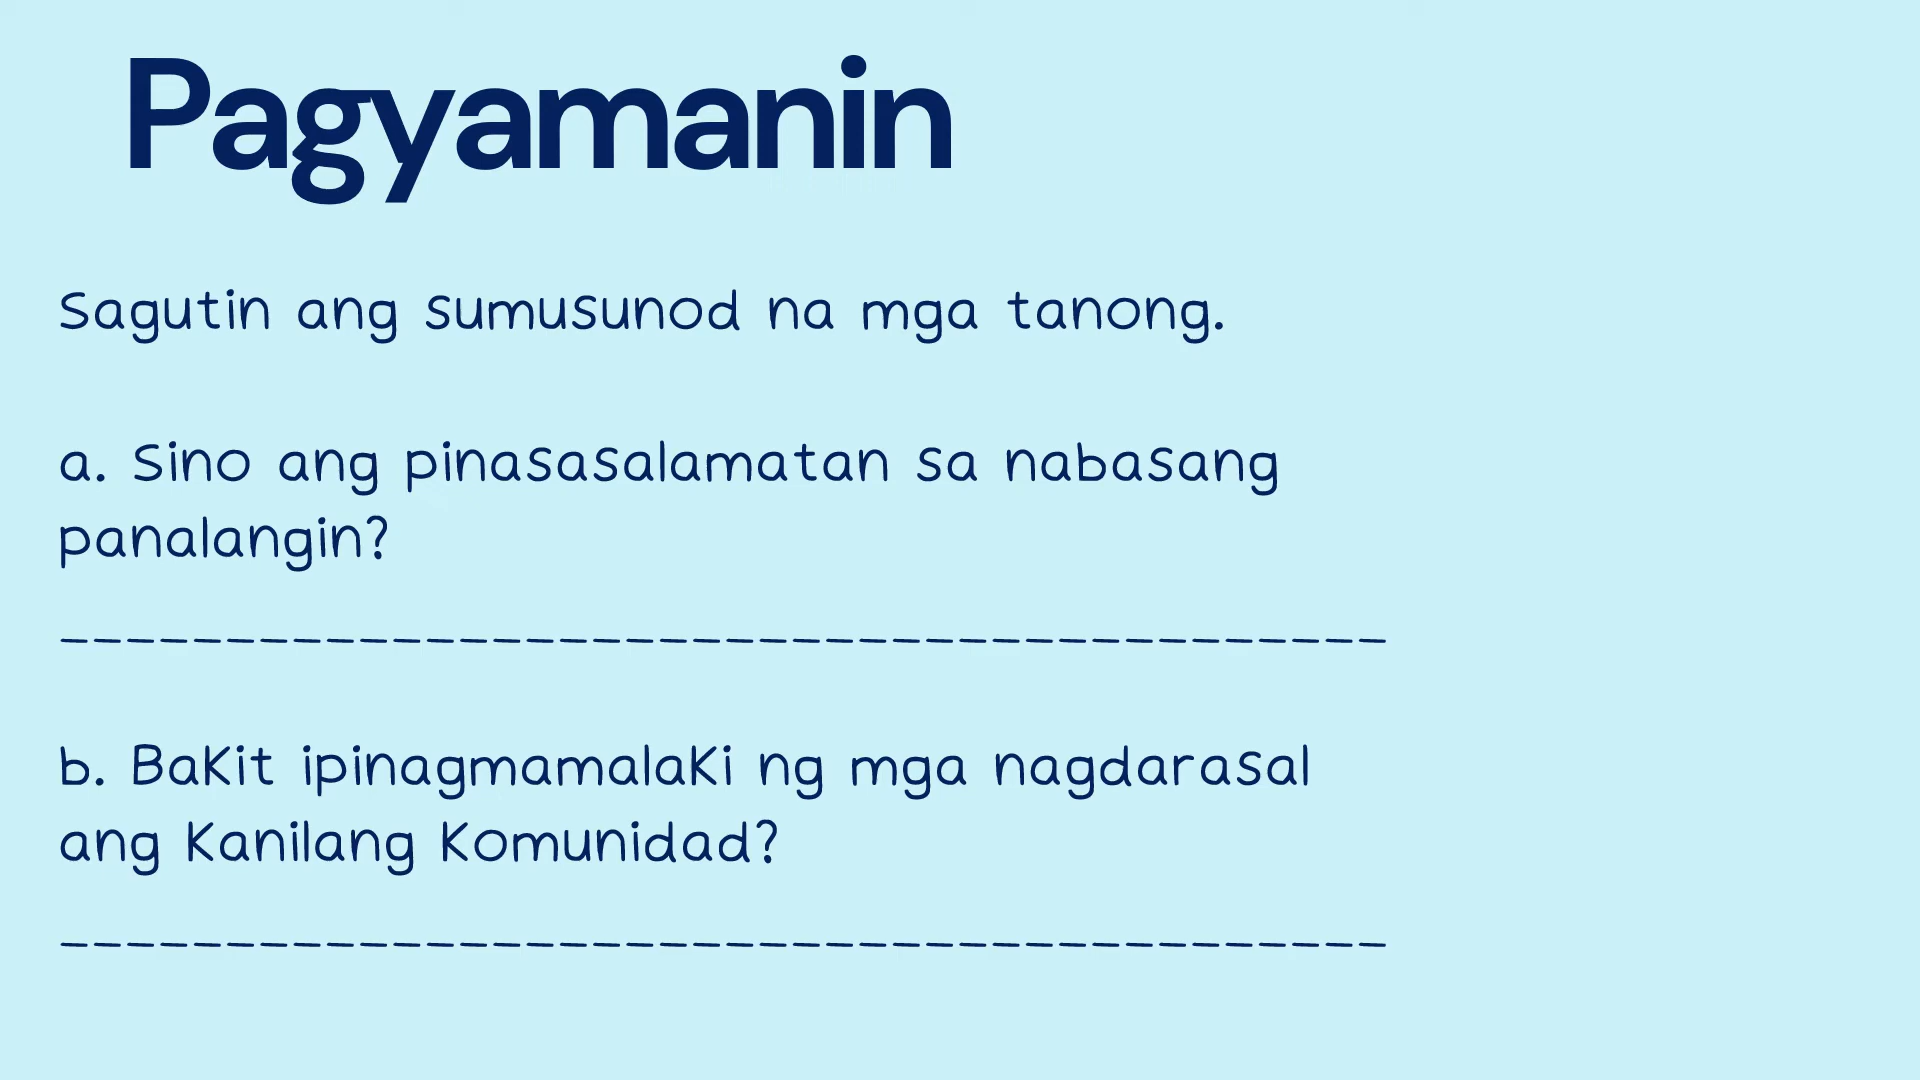 Pagyamanin
Sagutin ang sumusunod na mga tanong.
a. Sino ang pinasasalamatan sa nabasang
panalangin?
________________________________________
b. Bakit ipinagmamalaki ng mga nagdarasal
ang kanilang komunidad?
________________________________________